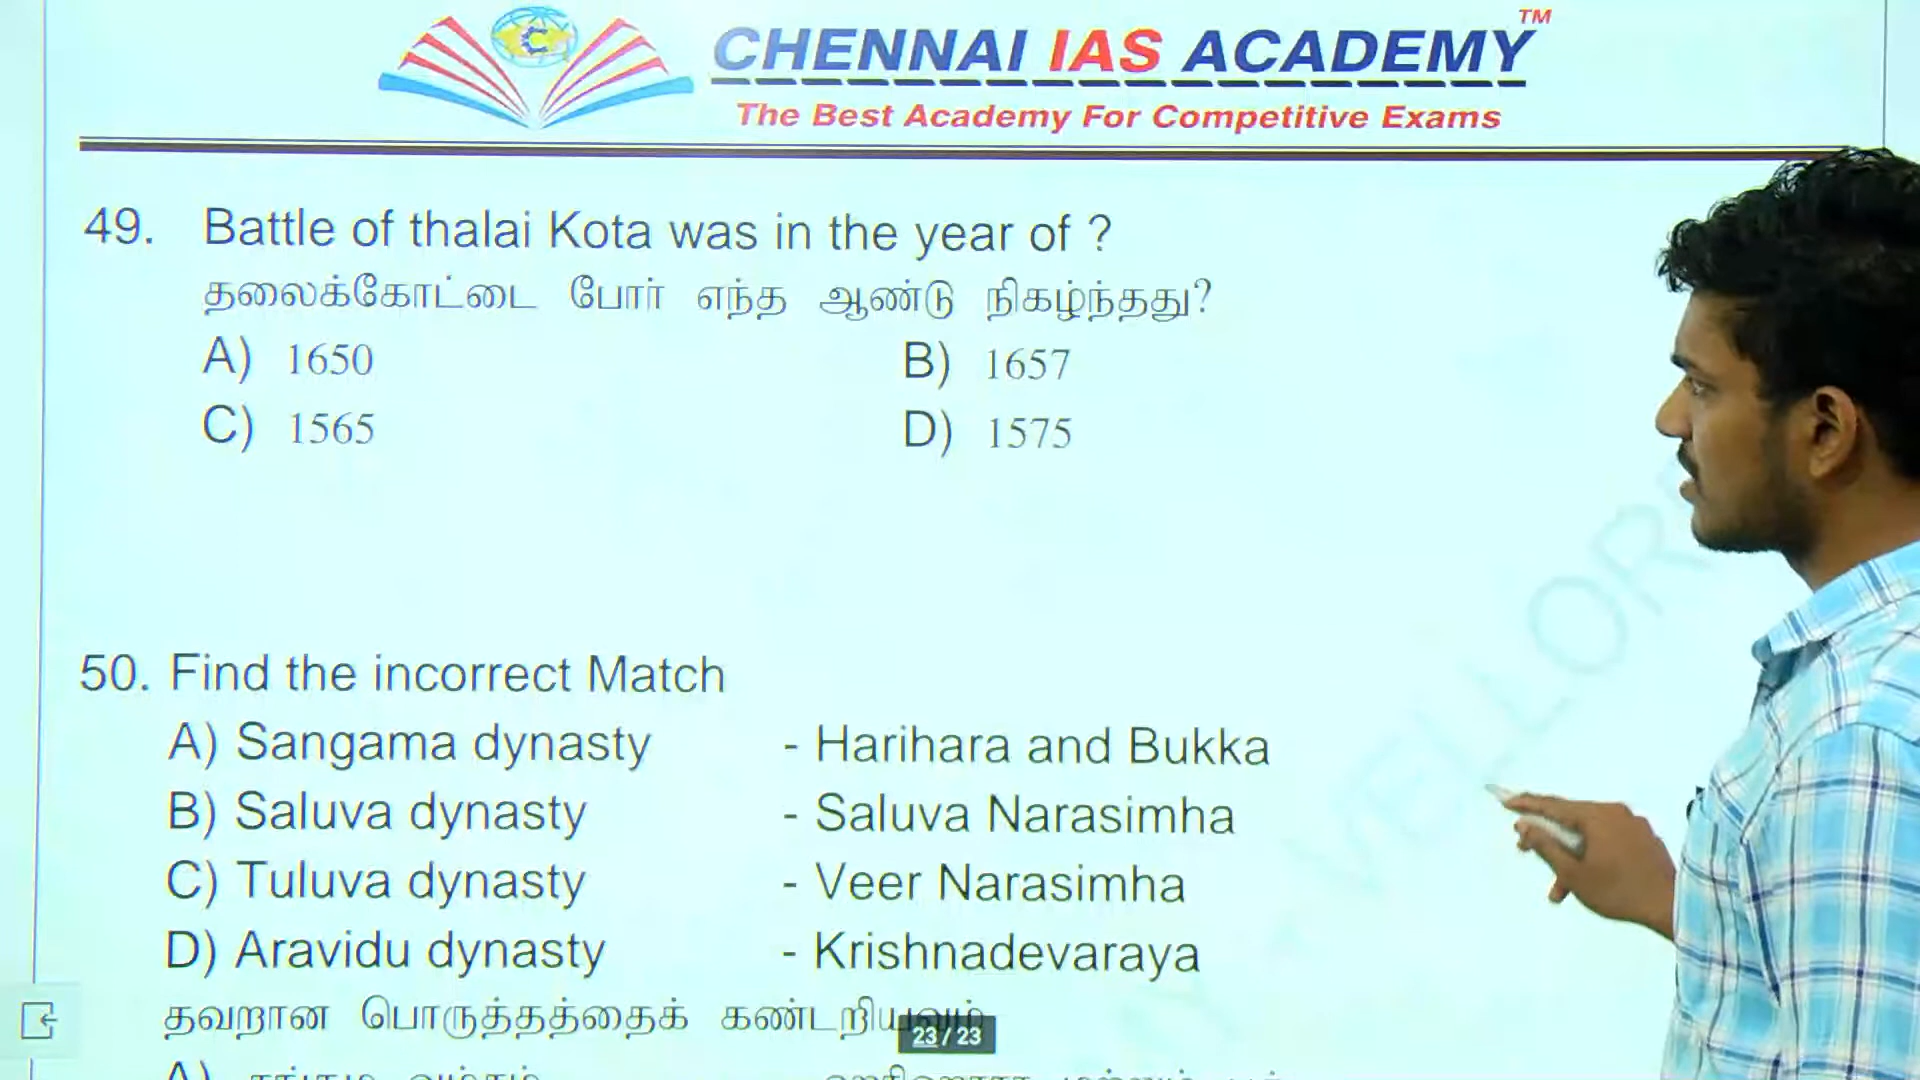 CHENNAI IAS ACADEMY TM
The Best Academy For Competitive Exams
49. Battle of thalai Kota was in the year of ?
தலைக்கோட்டை போர் எந்த ஆண்டு நிகழ்ந்தது?
A) 1650 B) 1657
C) 1565 D) 1575
50. Find the incorrect Match
A) Sangama dynasty - Harihara and Bukka
B) Saluva dynasty - Saluva Narasimha
C) Tuluva dynasty - Veer Narasimha
D) Aravidu dynasty - Krishnadevaraya
தவறான பொருத்தத்தைக் கண்டறியவும்
23 / 23
VELLORE